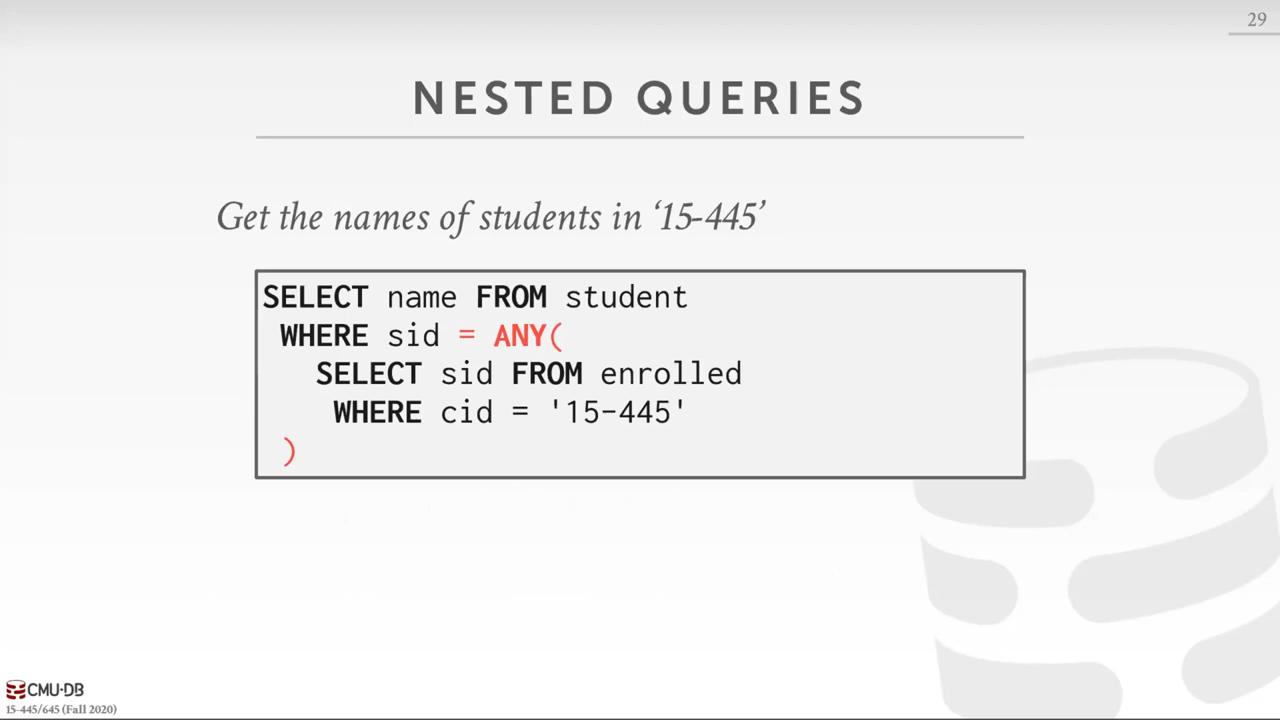 29
NESTED QUERIES
Get the names of students in ‘15-445’
SELECT name FROM student
WHERE sid = ANY(
SELECT sid FROM enrolled
WHERE cid = '15-445'
)
CMU·DB
15-445/645 (Fall 2020)